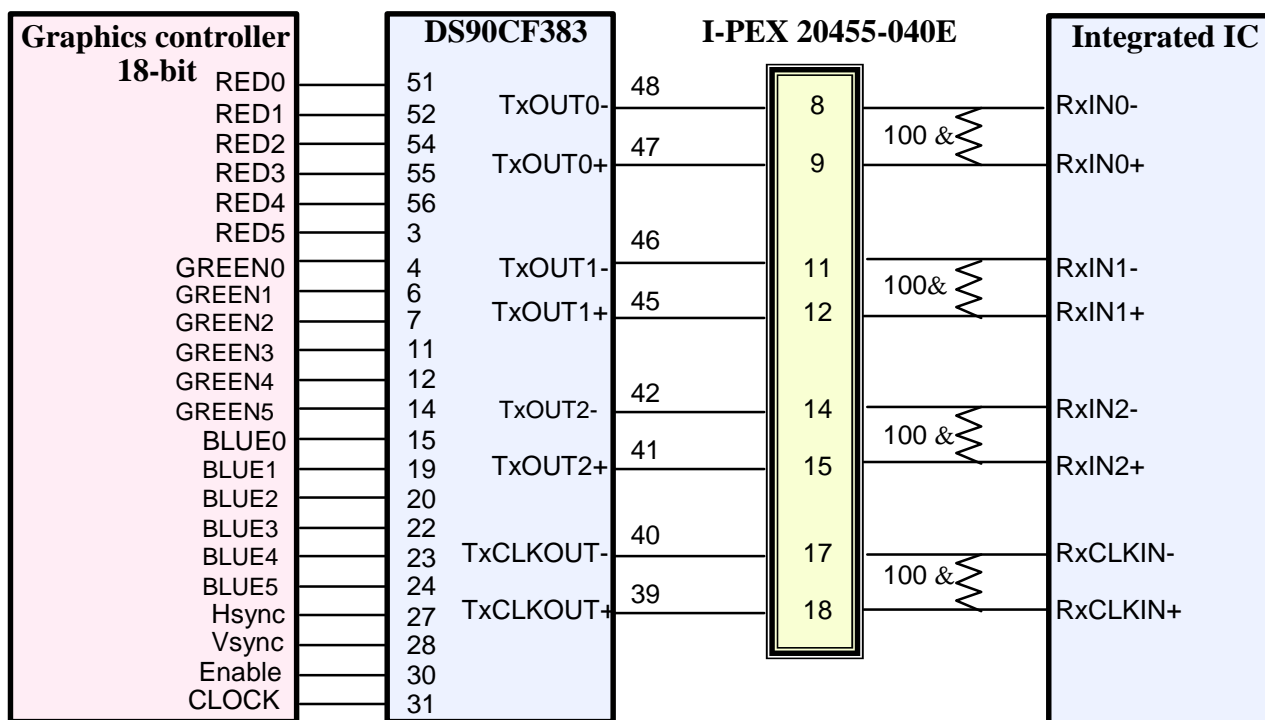 Graphics controller
18-bit
DS90CF383
I-PEX 20455-040E
Integrated IC
RED0
RED1
RED2
RED3
RED4
RED5
GREEN0
GREEN1
GREEN2
GREEN3
GREEN4
GREEN5
BLUE0
BLUE1
BLUE2
BLUE3
BLUE4
BLUE5
Hsync
Vsync
Enable
CLOCK
51
52
54
55
56
3
4
6
7
11
12
14
15
19
20
22
23
24
27
28
30
31
TxOUT0-
TxOUT0+
TxOUT1-
TxOUT1+
TxOUT2-
TxOUT2+
TxCLKOUT-
TxCLKOUT+
48
47
46
45
42
41
40
39
8
9
11
12
14
15
17
18
100 &
100&
100 &
100 &
RxIN0-
RxIN0+
RxIN1-
RxIN1+
RxIN2-
RxIN2+
RxCLKIN-
RxCLKIN+